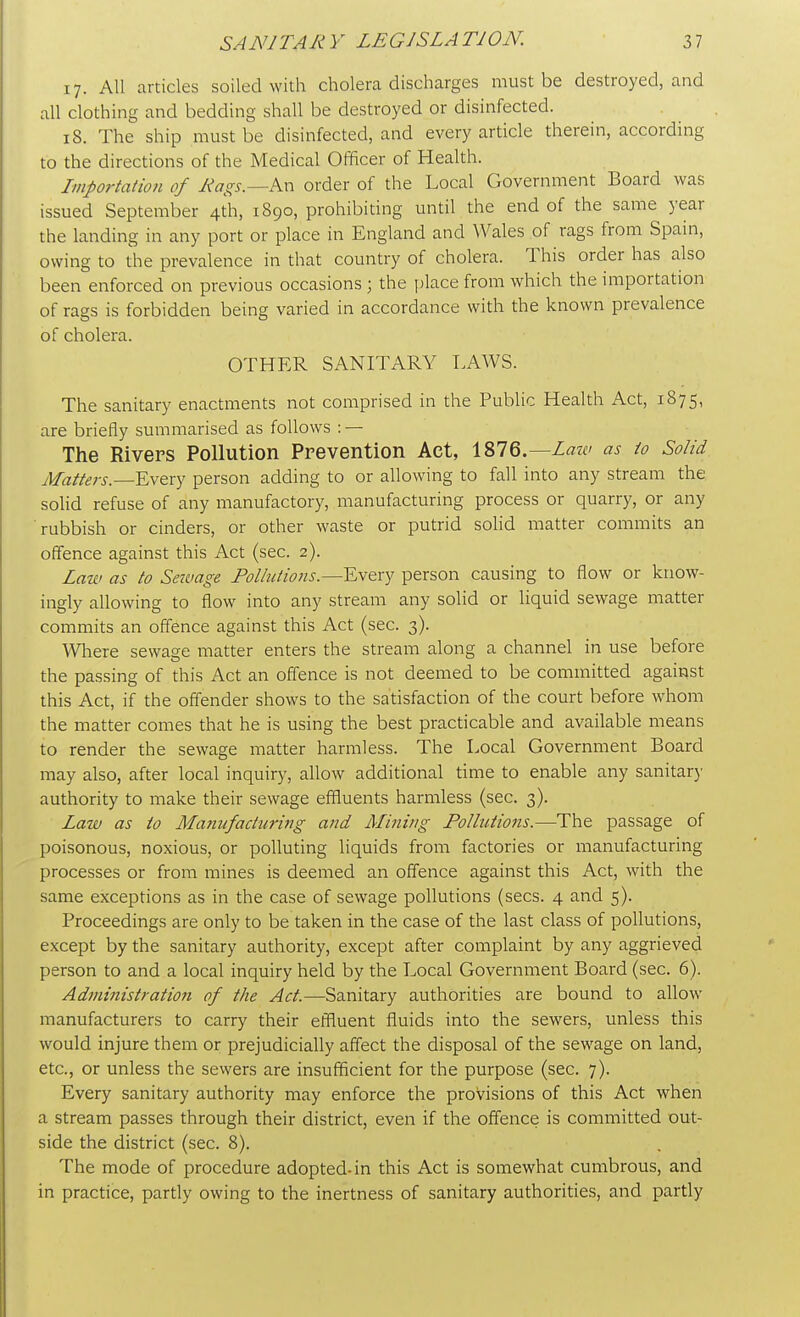 SANITARY LEGISLATION. 37
17. All articles soiled with cholera discharges must be destroyed, and
all clothing and bedding shall be destroyed or disinfected.
18. The ship must be disinfected, and every article therein, according
to the directions of the Medical Officer of Health.
Importation of Rags.—An order of the Local Government Board was
issued September 4th, 1890, prohibiting until the end of the same year
the landing in any port or place in England and Wales of rags from Spain,
owing to the prevalence in that country of cholera. This order has also
been enforced on previous occasions; the place from which the importation
of rags is forbidden being varied in accordance with the known prevalence
of cholera.
OTHER SANITARY LAWS.
The sanitary enactments not comprised in the Public Health Act, 1875,
are briefly summarised as follows :—
The Rivers Pollution Prevention Act, 1876.—Law as to Solid
Matters.—Every person adding to or allowing to fall into any stream the
solid refuse of any manufactory, manufacturing process or quarry, or any
rubbish or cinders, or other waste or putrid solid matter commits an
offence against this Act (sec. 2).
Law as to Sewage Pollutions.—Every person causing to flow or know-
ingly allowing to flow into any stream any solid or liquid sewage matter
commits an offence against this Act (sec. 3).
Where sewage matter enters the stream along a channel in use before
the passing of this Act an offence is not deemed to be committed against
this Act, if the offender shows to the satisfaction of the court before whom
the matter comes that he is using the best practicable and available means
to render the sewage matter harmless. The Local Government Board
may also, after local inquiry, allow additional time to enable any sanitary
authority to make their sewage effluents harmless (sec. 3).
Law as to Manufacturing and Mining Pollutions.—The passage of
poisonous, noxious, or polluting liquids from factories or manufacturing
processes or from mines is deemed an offence against this Act, with the
same exceptions as in the case of sewage pollutions (secs. 4 and 5).
Proceedings are only to be taken in the case of the last class of pollutions,
except by the sanitary authority, except after complaint by any aggrieved
person to and a local inquiry held by the Local Government Board (sec. 6).
Administration of the Act.—Sanitary authorities are bound to allow
manufacturers to carry their effluent fluids into the sewers, unless this
would injure them or prejudicially affect the disposal of the sewage on land,
etc., or unless the sewers are insufficient for the purpose (sec. 7).
Every sanitary authority may enforce the provisions of this Act when
a stream passes through their district, even if the offence is committed out-
side the district (sec. 8).
The mode of procedure adopted in this Act is somewhat cumbrous, and
in practice, partly owing to the inertness of sanitary authorities, and partly